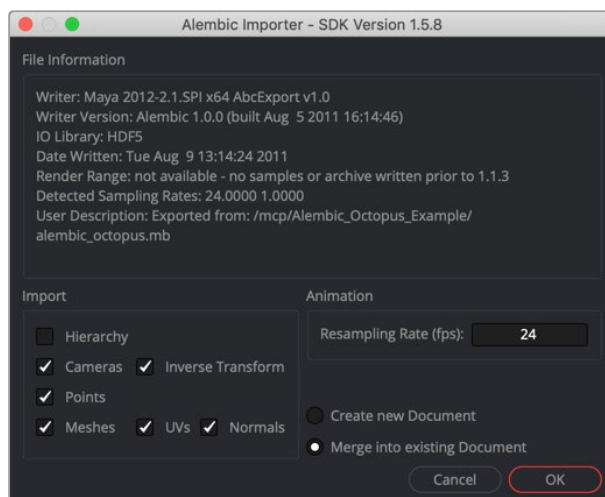 Alembic Importer - SDK Version 1.5.8
File Information
Writer: Maya 2012-2.1.SPI x64 AbcExport v1.0
Writer Version: Alembic 1.0.0 (built Aug  5 2011 16:14:46)
IO Library: HDF5
Date Written: Tue Aug  9 13:14:24 2011
Render Range: not available - no samples or archive written prior to 1.1.3
Detected Sampling Rates: 24.0000 1.0000
User Description: Exported from: /mcp/Alembic_Octopus_Example/
alembic_octopus.mb
Import
Hierarchy
Cameras Inverse Transform
Points
Meshes UVs Normals
Animation
Resampling Rate (fps): 24
Create new Document
Merge into existing Document
Cancel OK